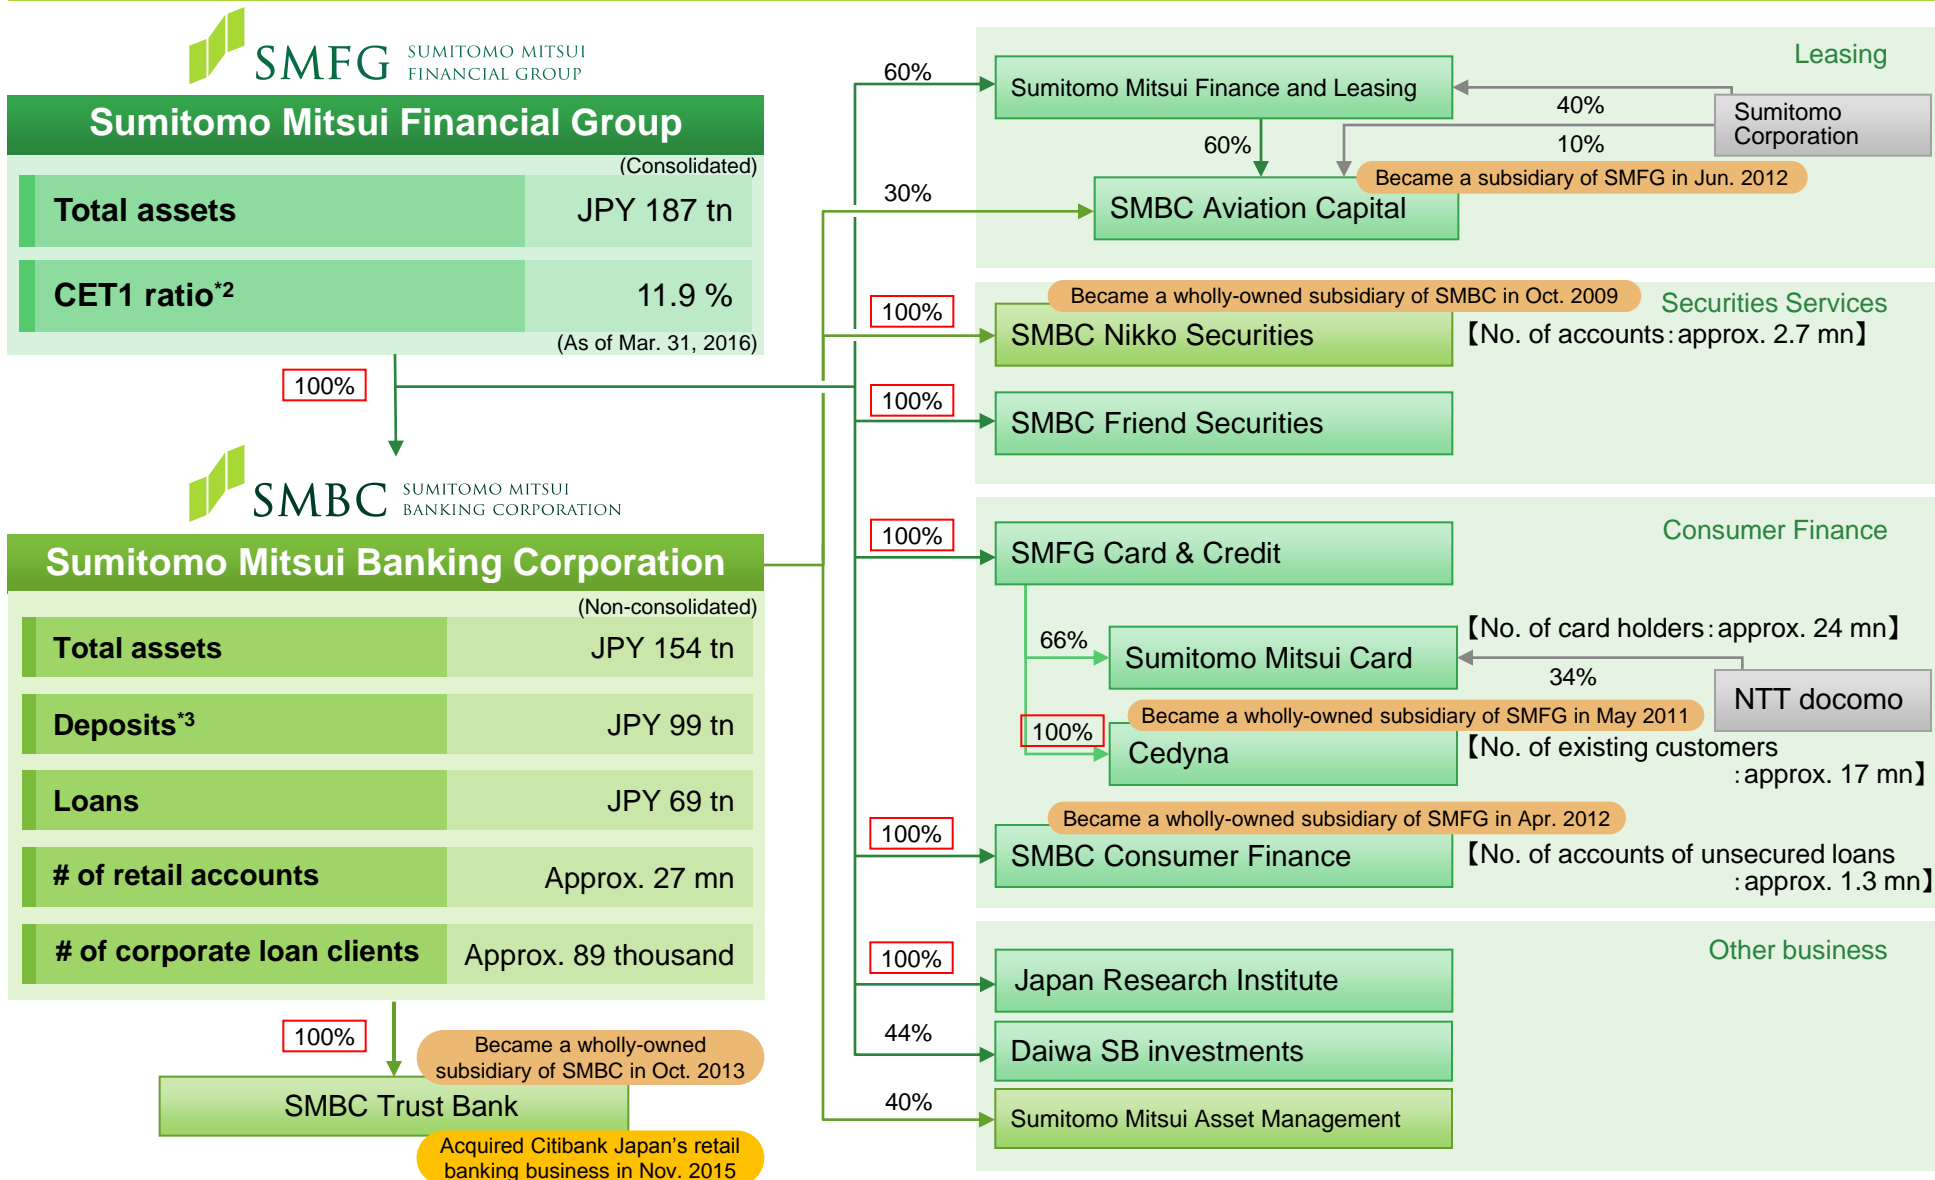 SMFG SUMITOMO MITSUI
FINANCIAL GROUP
Sumitomo Mitsui Financial Group
(Consolidated)
Total assets JPY 187 tn
CET1 ratio*2 11.9 %
(As of Mar. 31, 2016)
100%
SMBC SUMITOMO MITSUI
BANKING CORPORATION
Sumitomo Mitsui Banking Corporation
(Non-consolidated)
Total assets JPY 154 tn
Deposits*3 JPY 99 tn
Loans JPY 69 tn
# of retail accounts Approx. 27 mn
# of corporate loan clients Approx. 89 thousand
100%
Became a wholly-owned
subsidiary of SMBC in Oct. 2013
SMBC Trust Bank
Acquired Citibank Japan's retail
banking business in Nov. 2015
Leasing
60%
Sumitomo Mitsui Finance and Leasing
40%
Sumitomo
Corporation
60%
10%
Became a subsidiary of SMFG in Jun. 2012
30%
SMBC Aviation Capital
Securities Services
Became a wholly-owned subsidiary of SMBC in Oct. 2009
100%
SMBC Nikko Securities
【No. of accounts:approx. 2.7 mn】
100%
SMBC Friend Securities
Consumer Finance
100%
SMFG Card & Credit
66%
Sumitomo Mitsui Card
【No. of card holders:approx. 24 mn】
34%
NTT docomo
Became a wholly-owned subsidiary of SMFG in May 2011
100%
Cedyna
【No. of existing customers
:approx. 17 mn】
Became a wholly-owned subsidiary of SMFG in Apr. 2012
100%
SMBC Consumer Finance
【No. of accounts of unsecured loans
:approx. 1.3 mn】
Other business
100%
Japan Research Institute
44%
Daiwa SB investments
40%
Sumitomo Mitsui Asset Management